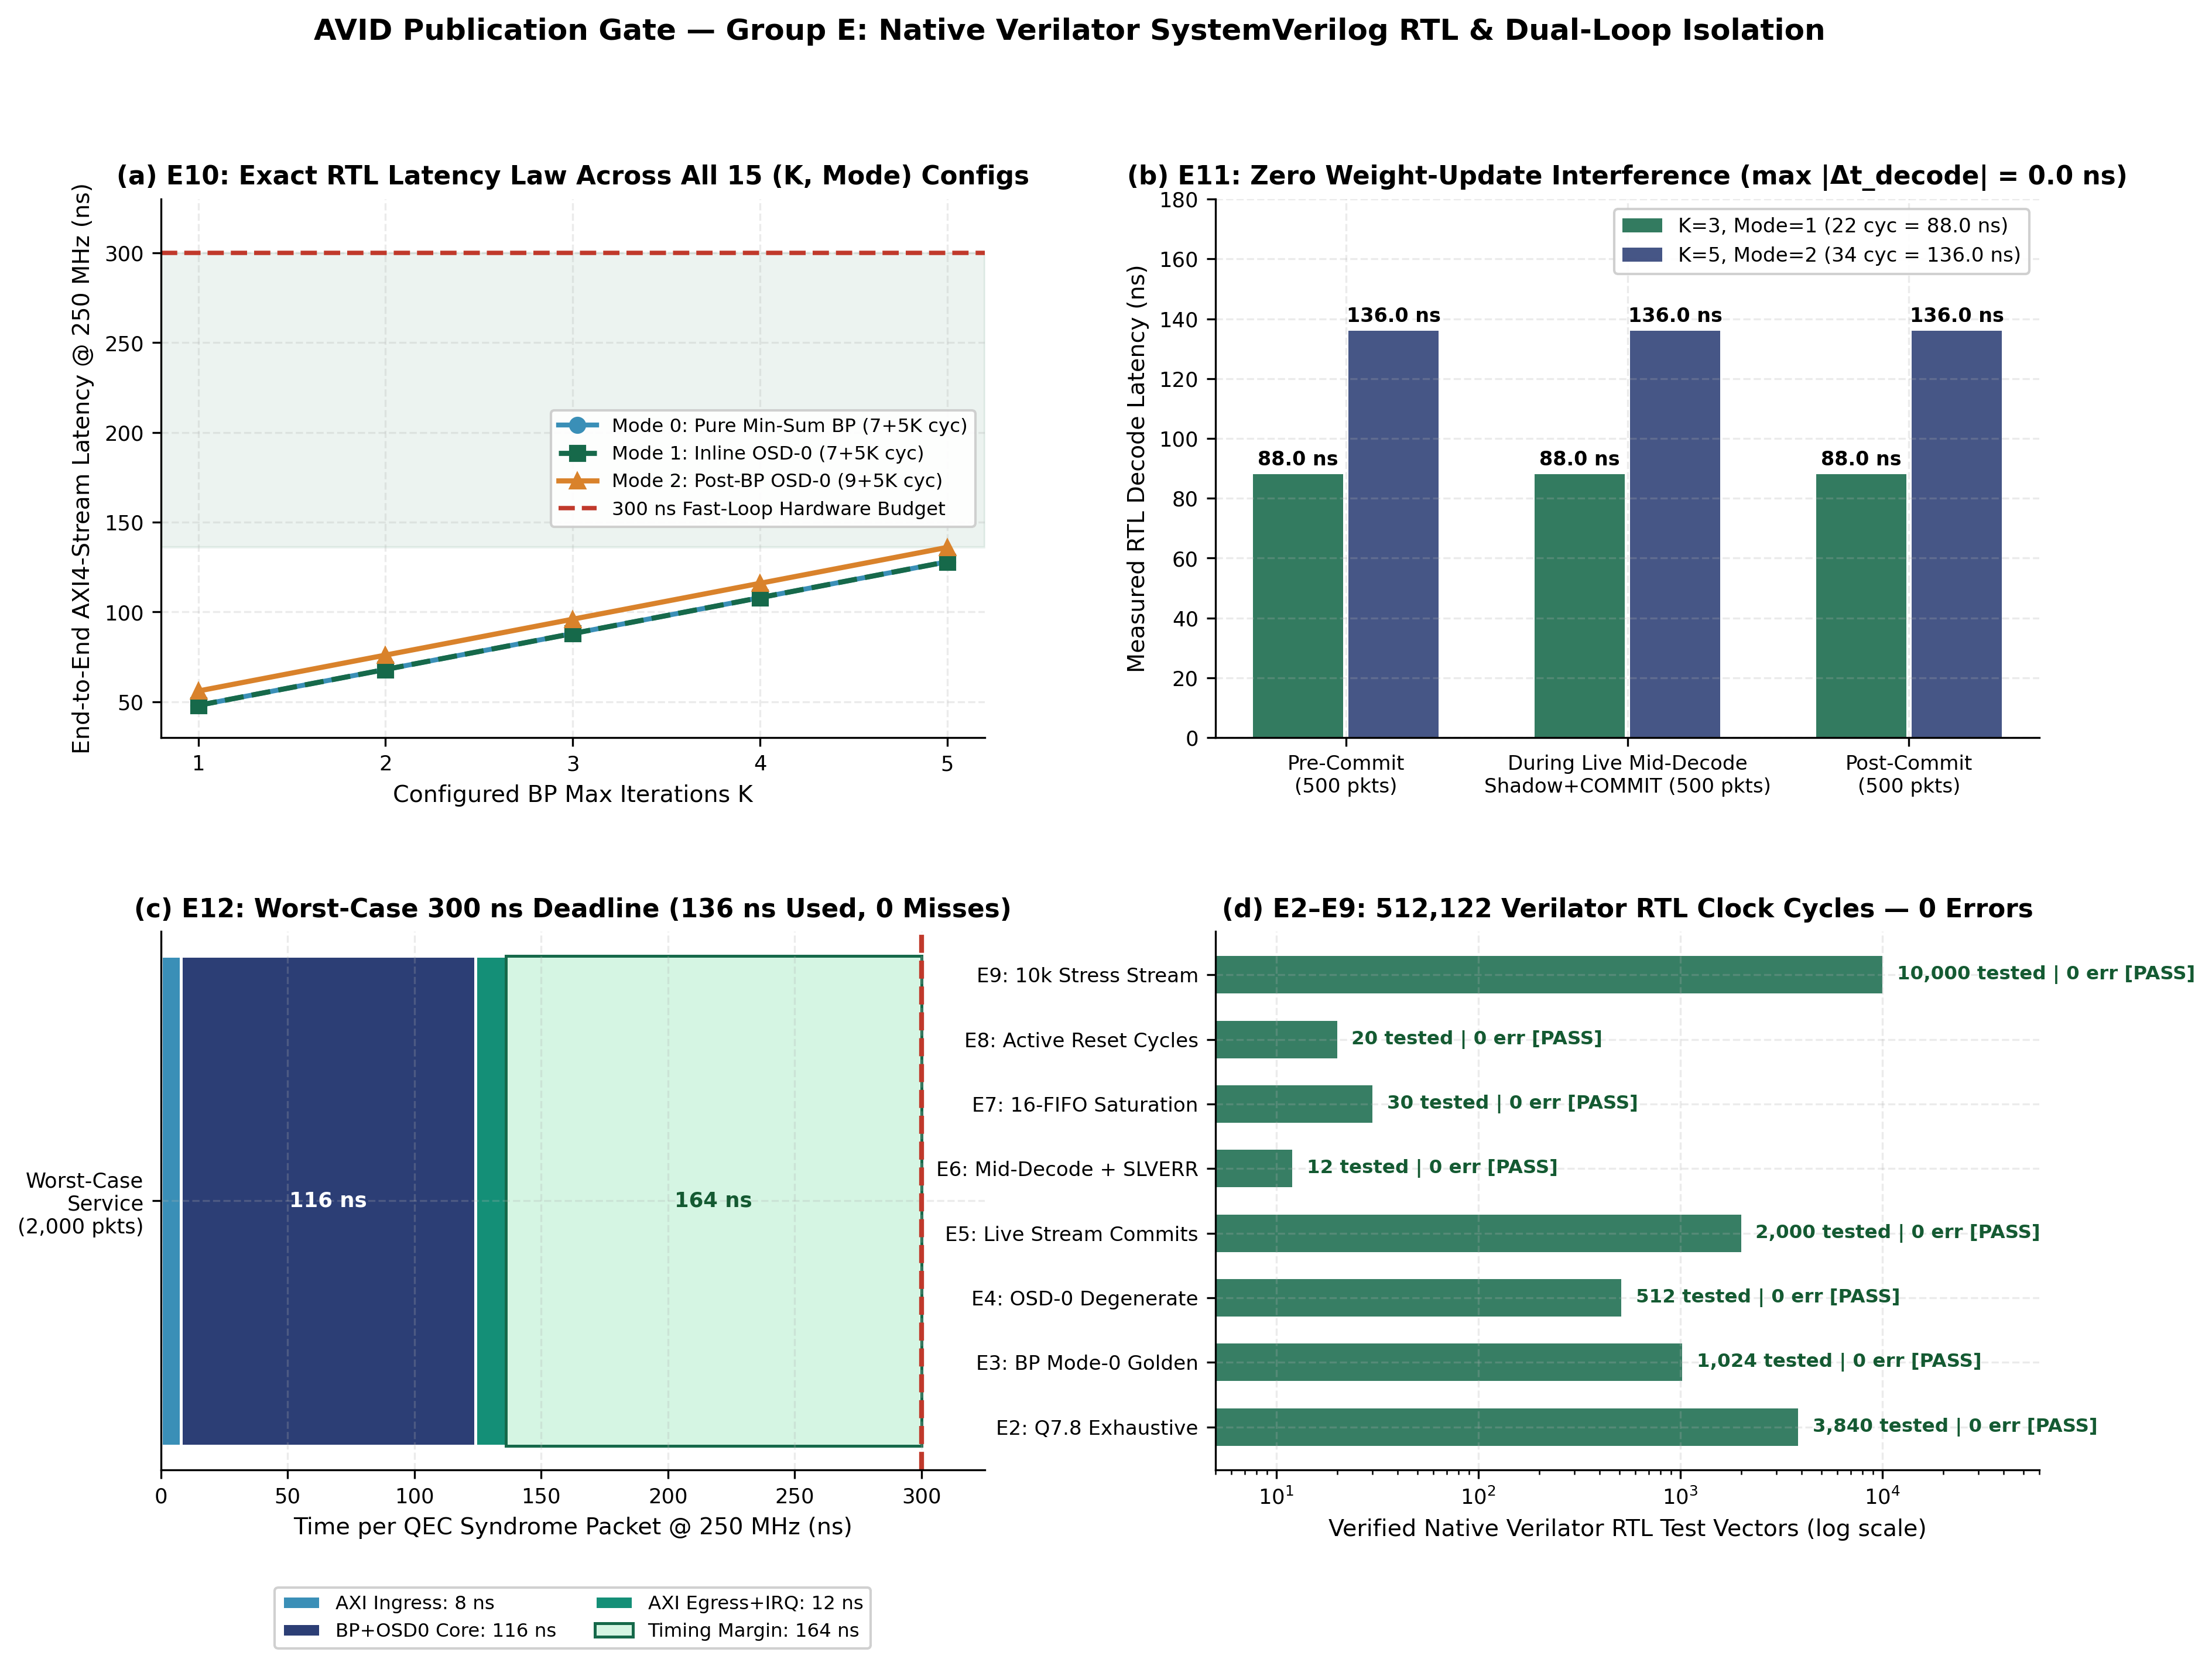 AVID Publication Gate — Group E: Native Verilator SystemVerilog RTL & Dual-Loop Isolation
(a) E10: Exact RTL Latency Law Across All 15 (K, Mode) Configs
End-to-End AXI4-Stream Latency @ 250 MHz (ns)
300
250
200
150
100
50
Mode 0: Pure Min-Sum BP (7+5K cyc)
Mode 1: Inline OSD-0 (7+5K cyc)
Mode 2: Post-BP OSD-0 (9+5K cyc)
300 ns Fast-Loop Hardware Budget
1
2
3
4
5
Configured BP Max Iterations K
(b) E11: Zero Weight-Update Interference (max |Δt_decode| = 0.0 ns)
Measured RTL Decode Latency (ns)
180
160
140
120
100
80
60
40
20
0
K=3, Mode=1 (22 cyc = 88.0 ns)
K=5, Mode=2 (34 cyc = 136.0 ns)
88.0 ns
136.0 ns
88.0 ns
136.0 ns
88.0 ns
136.0 ns
Pre-Commit
(500 pkts)
During Live Mid-Decode
Shadow+COMMIT (500 pkts)
Post-Commit
(500 pkts)
(c) E12: Worst-Case 300 ns Deadline (136 ns Used, 0 Misses)
Worst-Case
Service
(2,000 pkts)
116 ns
164 ns
0
50
100
150
200
250
300
Time per QEC Syndrome Packet @ 250 MHz (ns)
AXI Ingress: 8 ns
BP+OSD0 Core: 116 ns
AXI Egress+IRQ: 12 ns
Timing Margin: 164 ns
(d) E2–E9: 512,122 Verilator RTL Clock Cycles — 0 Errors
E9: 10k Stress Stream
10,000 tested | 0 err [PASS]
E8: Active Reset Cycles
20 tested | 0 err [PASS]
E7: 16-FIFO Saturation
30 tested | 0 err [PASS]
E6: Mid-Decode + SLVERR
12 tested | 0 err [PASS]
E5: Live Stream Commits
2,000 tested | 0 err [PASS]
E4: OSD-0 Degenerate
512 tested | 0 err [PASS]
E3: BP Mode-0 Golden
1,024 tested | 0 err [PASS]
E2: Q7.8 Exhaustive
3,840 tested | 0 err [PASS]
10¹
10²
10³
10⁴
Verified Native Verilator RTL Test Vectors (log scale)